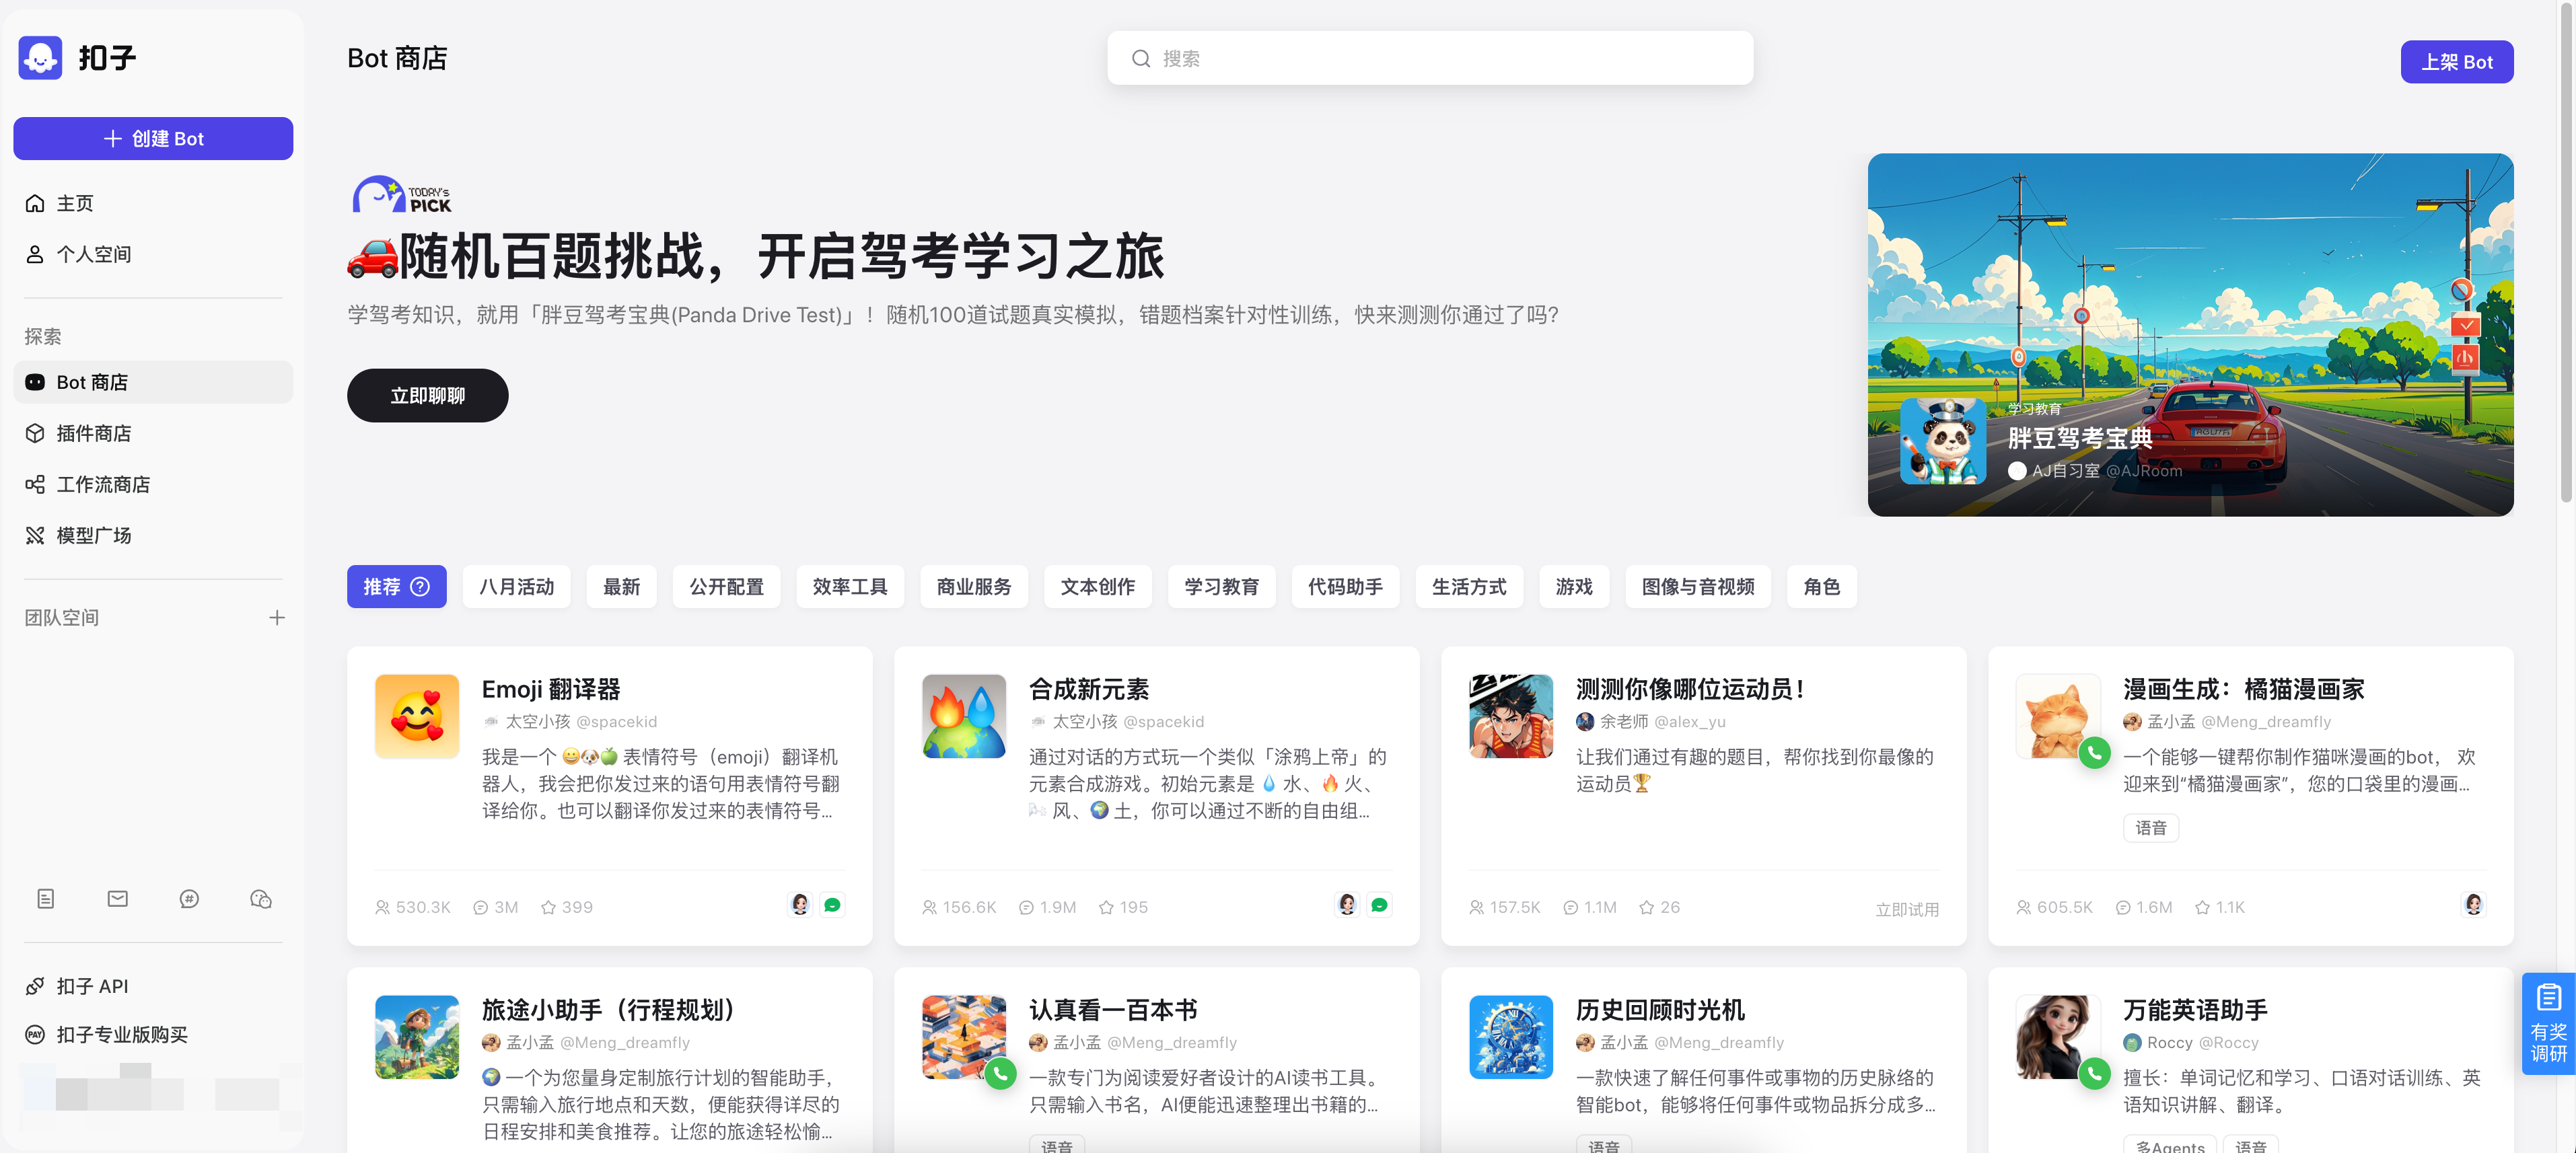 扣子
创建 Bot
主页
个人空间
探索
Bot 商店
插件商店
工作流商店
模型广场
团队空间
扣子 API
PAY
扣子专业版购买
Bot 商店
搜索
上架 Bot
TODAY's
PICK
🚗随机百题挑战，开启驾考学习之旅
学驾考知识，就用「胖豆驾考宝典(Panda Drive Test)」！随机100道试题真实模拟，错题档案针对性训练，快来测测你通过了吗?
立即聊聊
学习教育
胖豆驾考宝典
AJ自习室 @AJRoom
推荐
八月活动
最新
公开配置
效率工具
商业服务
文本创作
学习教育
代码助手
生活方式
游戏
图像与音视频
角色
Emoji 翻译器
太空小孩 @spacekid
我是一个 😀🐶🍏 表情符号（emoji）翻译机
器人，我会把你发过来的语句用表情符号翻
译给你。也可以翻译你发过来的表情符号...
530.3K 3M 399
合成新元素
太空小孩 @spacekid
通过对话的方式玩一个类似「涂鸦上帝」的
元素合成游戏。初始元素是 💧 水、🔥 火、
🌬 风、🌍 土，你可以通过不断的自由组...
156.6K 1.9M 195
测测你像哪位运动员！
余老师 @alex_yu
让我们通过有趣的题目，帮你找到你最像的
运动员🏆
157.5K 1.1M 26
立即试用
漫画生成：橘猫漫画家
孟小孟 @Meng_dreamfly
一个能够一键帮你制作猫咪漫画的bot， 欢
迎来到“橘猫漫画家”，您的口袋里的漫画...
语音
605.5K 1.6M 1.1K
旅途小助手（行程规划）
孟小孟 @Meng_dreamfly
🌍 一个为您量身定制旅行计划的智能助手，
只需输入旅行地点和天数，便能获得详尽的
日程安排和美食推荐。让您的旅途轻松愉...
认真看一百本书
孟小孟 @Meng_dreamfly
一款专门为阅读爱好者设计的AI读书工具。
只需输入书名，AI便能迅速整理出书籍的...
语音
历史回顾时光机
孟小孟 @Meng_dreamfly
一款快速了解任何事件或事物的历史脉络的
智能bot，能够将任何事件或物品拆分成多...
语音
万能英语助手
Roccy @Roccy
擅长：单词记忆和学习、口语对话训练、英
语知识讲解、翻译。
多Agents
语音
有奖
调研